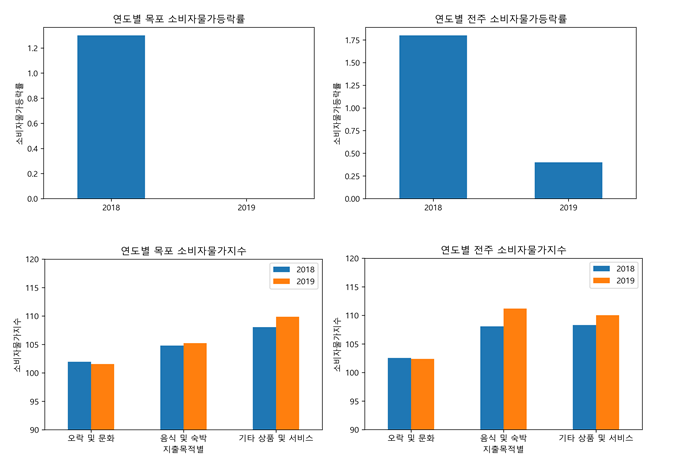 연도별 목포 소비자물가등락률
소비자물가등락률
1.2
1.0
0.8
0.6
0.4
0.2
0.0
2018 2019
연도별 전주 소비자물가등락률
소비자물가등락률
1.75
1.50
1.25
1.00
0.75
0.50
0.25
0.00
2018 2019
연도별 목포 소비자물가지수
소비자물가지수
120
115
110
105
100
95
90
2018
2019
오락 및 문화 음식 및 숙박 기타 상품 및 서비스
지출목적별
연도별 전주 소비자물가지수
소비자물가지수
120
115
110
105
100
95
90
2018
2019
오락 및 문화 음식 및 숙박 기타 상품 및 서비스
지출목적별